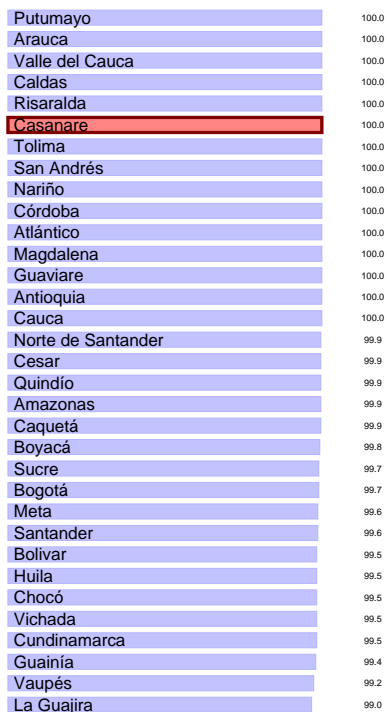 Putumayo 100.0
Arauca 100.0
Valle del Cauca 100.0
Caldas 100.0
Risaralda 100.0
Casanare 100.0
Tolima 100.0
San Andrés 100.0
Nariño 100.0
Córdoba 100.0
Atlántico 100.0
Magdalena 100.0
Guaviare 100.0
Antioquia 100.0
Cauca 100.0
Norte de Santander 99.9
Cesar 99.9
Quindío 99.9
Amazonas 99.9
Caquetá 99.9
Boyacá 99.8
Sucre 99.7
Bogotá 99.7
Meta 99.6
Santander 99.6
Bolivar 99.5
Huila 99.5
Chocó 99.5
Vichada 99.5
Cundinamarca 99.5
Guainía 99.4
Vaupés 99.2
La Guajira 99.0